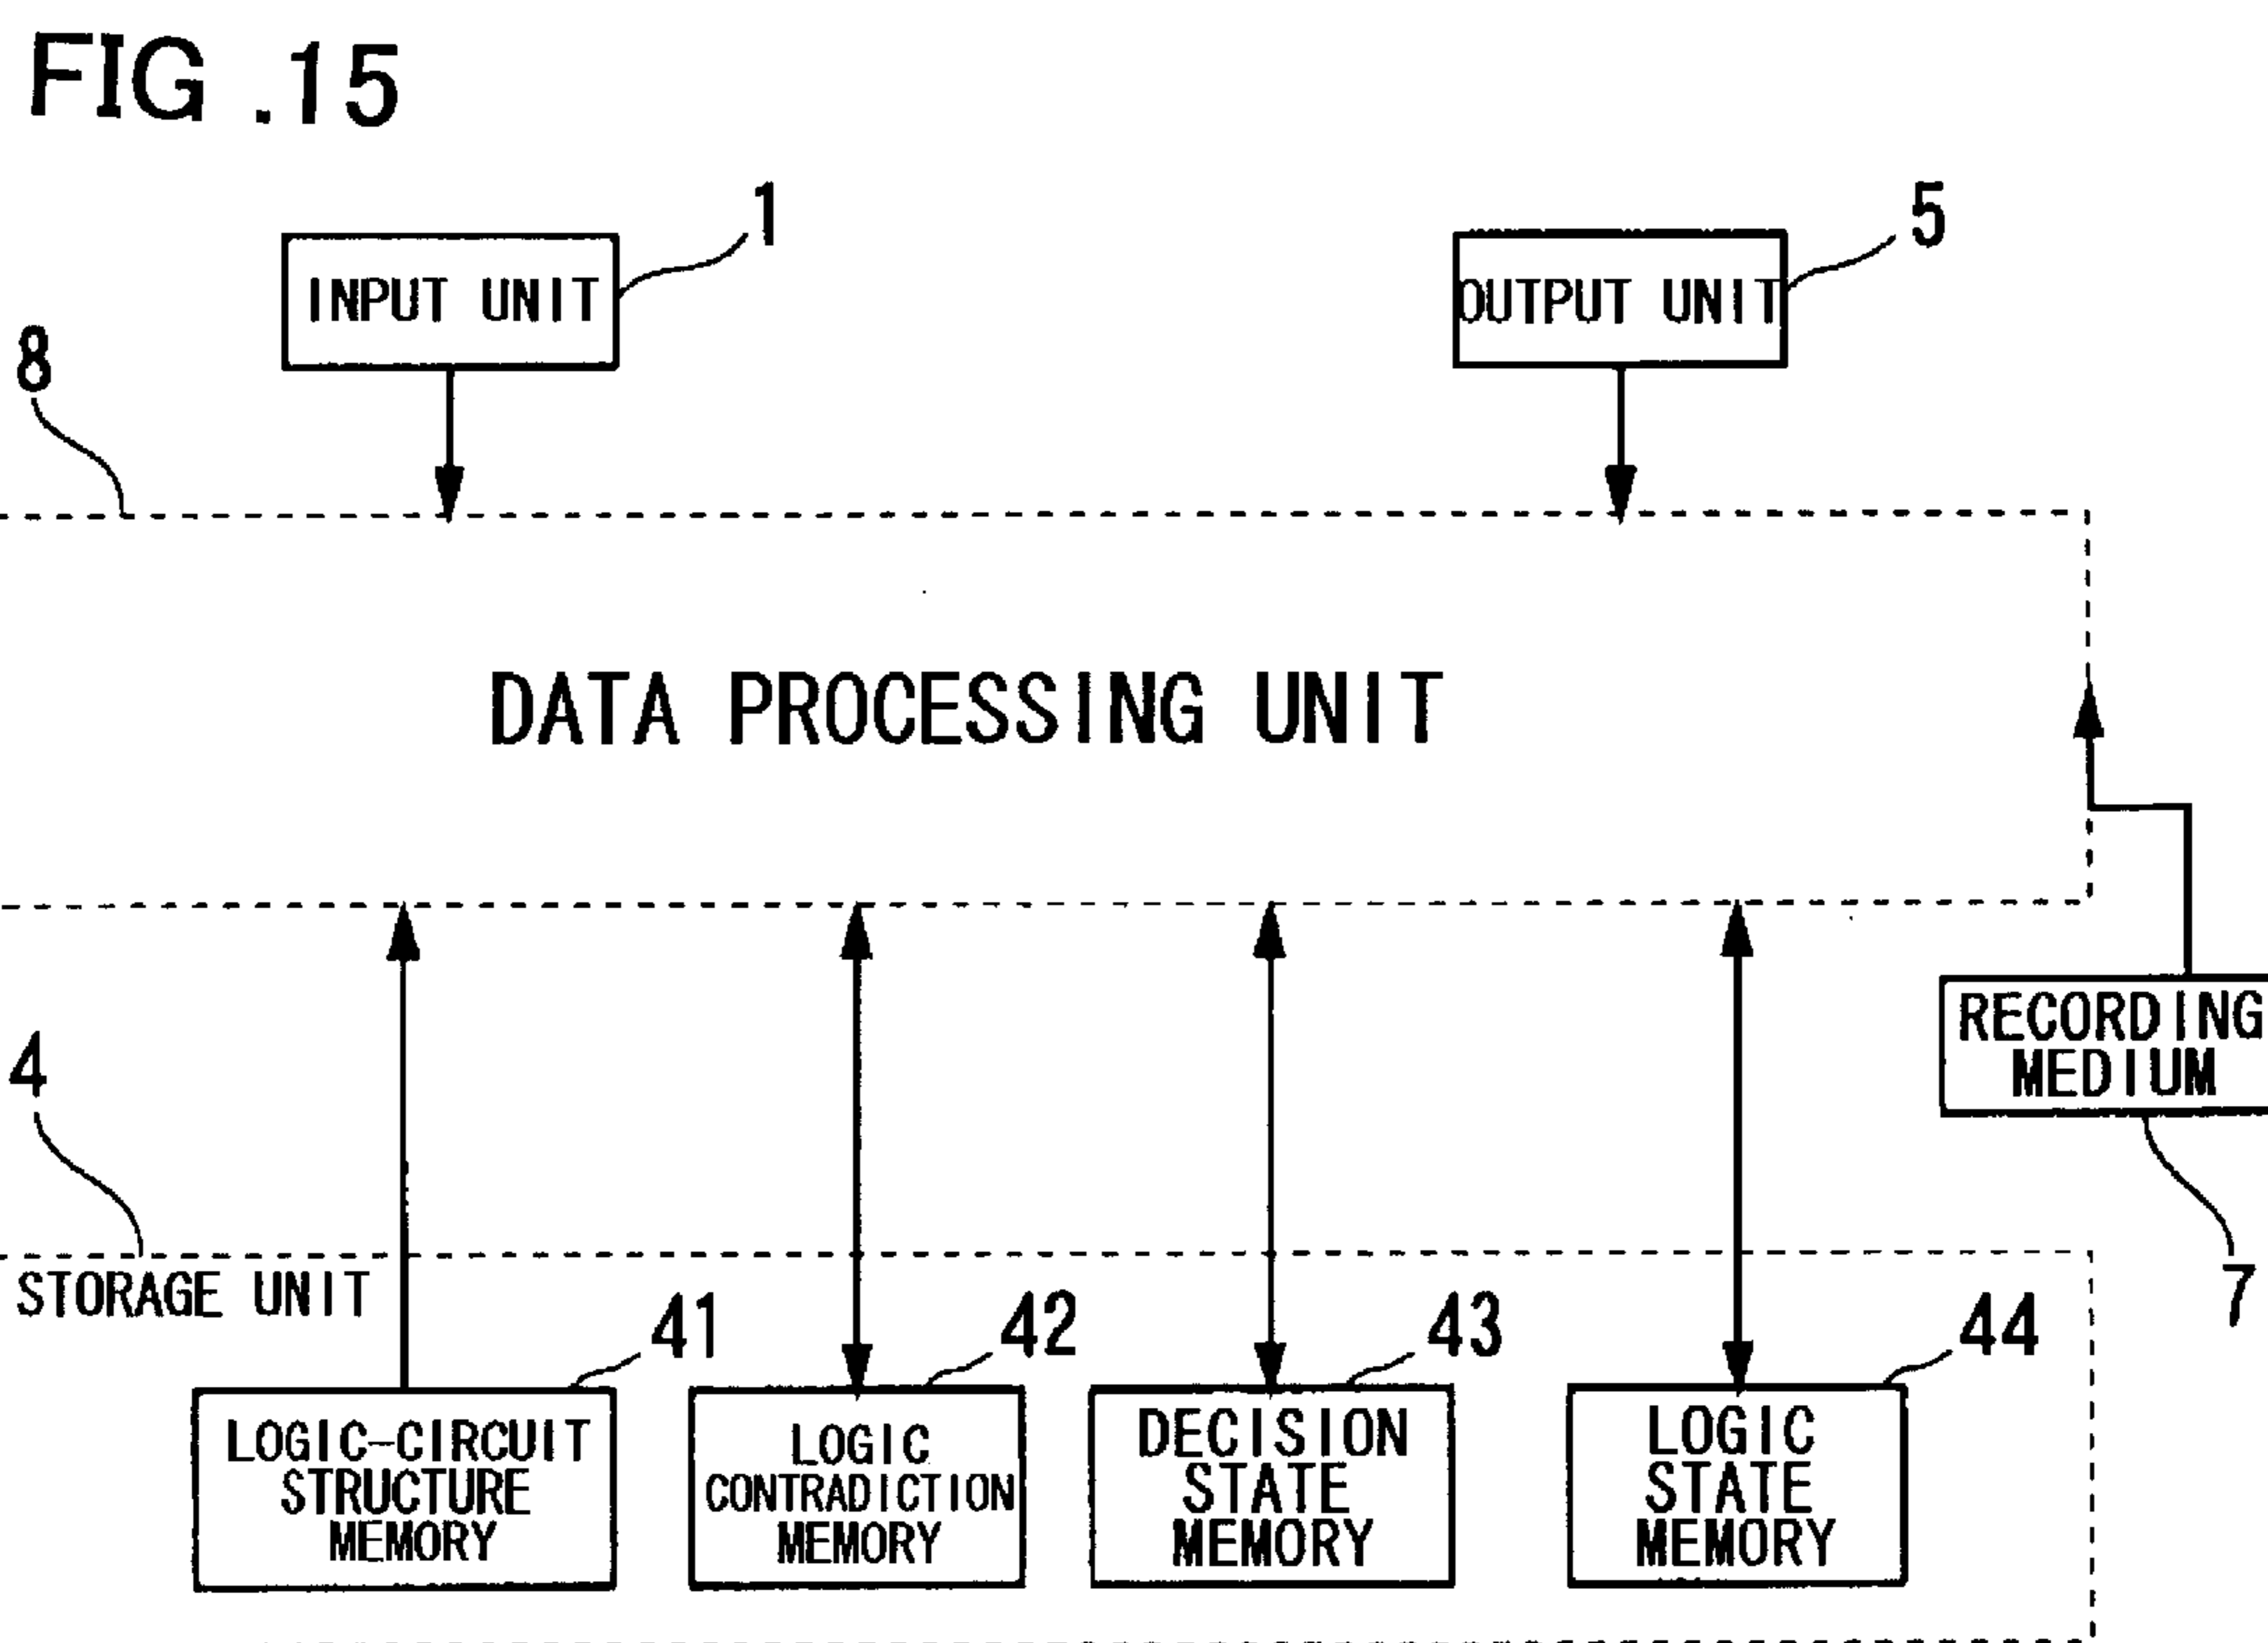 FIG .15
1
5
INPUT UNIT
OUTPUT UNIT
8
DATA PROCESSING UNIT
RECORDING
MEDIUM
4
7
STORAGE UNIT
41
42
43
44
LOGIC-CIRCUIT
STRUCTURE
MEMORY
LOGIC
CONTRADICTION
MEMORY
DECISION
STATE
MEMORY
LOGIC
STATE
MEMORY